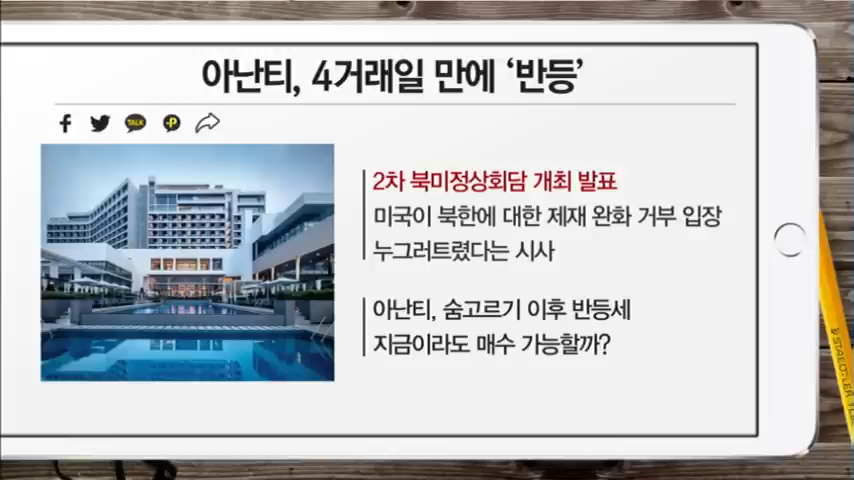 아난티, 4거래일 만에 ‘반등’
TALK
P
2차 북미정상회담 개최 발표
미국이 북한에 대한 제재 완화 거부 입장
누그러트렸다는 시사
아난티, 숨고르기 이후 반등세
지금이라도 매수 가능할까?
STAEDTLER